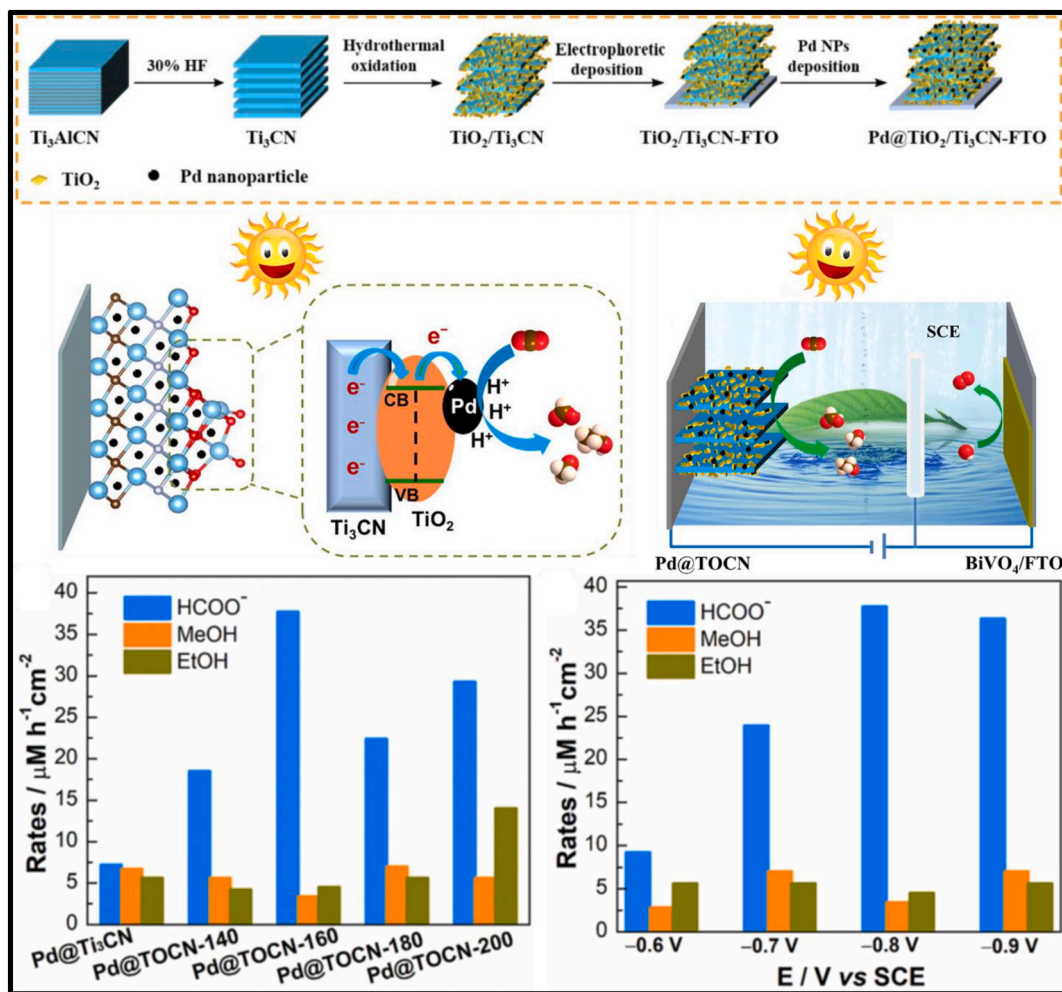 30% HF
Hydrothermal
oxidation
Electrophoretic
deposition
Pd NPs
deposition
Ti₃AlCN
Ti₃CN
TiO₂/Ti₃CN
TiO₂/Ti₃CN-FTO
Pd@TiO₂/Ti₃CN-FTO
TiO₂
Pd nanoparticle
e⁻
e⁻
e⁻
e⁻
CB
VB
Pd
H⁺
H⁺
H⁺
Ti₃CN
TiO₂
SCE
Pd@TOCN
BiVO₄/FTO
Rates / μM h⁻¹cm⁻²
40
35
30
25
20
15
10
5
0
HCOO⁻
MeOH
EtOH
Pd@Ti₃CN
Pd@TOCN-140
Pd@TOCN-160
Pd@TOCN-180
Pd@TOCN-200
Rates / μM h⁻¹cm⁻²
40
35
30
25
20
15
10
5
0
HCOO⁻
MeOH
EtOH
−0.6 V
−0.7 V
−0.8 V
−0.9 V
E / V vs SCE